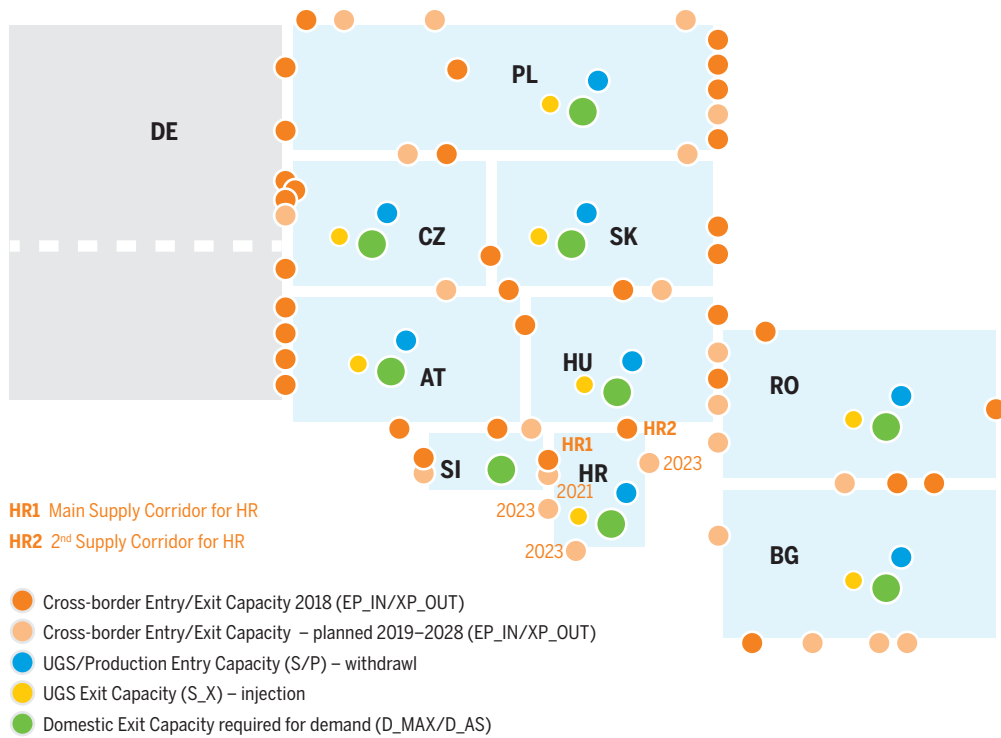 PL
DE
CZ
SK
AT
HU
RO
HR2
HR1
SI
HR
2023
2021
2023
2023
BG
HR1 Main Supply Corridor for HR
HR2 2nd Supply Corridor for HR
Cross-border Entry/Exit Capacity 2018 (EP_IN/XP_OUT)
Cross-border Entry/Exit Capacity – planned 2019–2028 (EP_IN/XP_OUT)
UGS/Production Entry Capacity (S/P) – withdrawl
UGS Exit Capacity (S_X) – injection
Domestic Exit Capacity required for demand (D_MAX/D_AS)